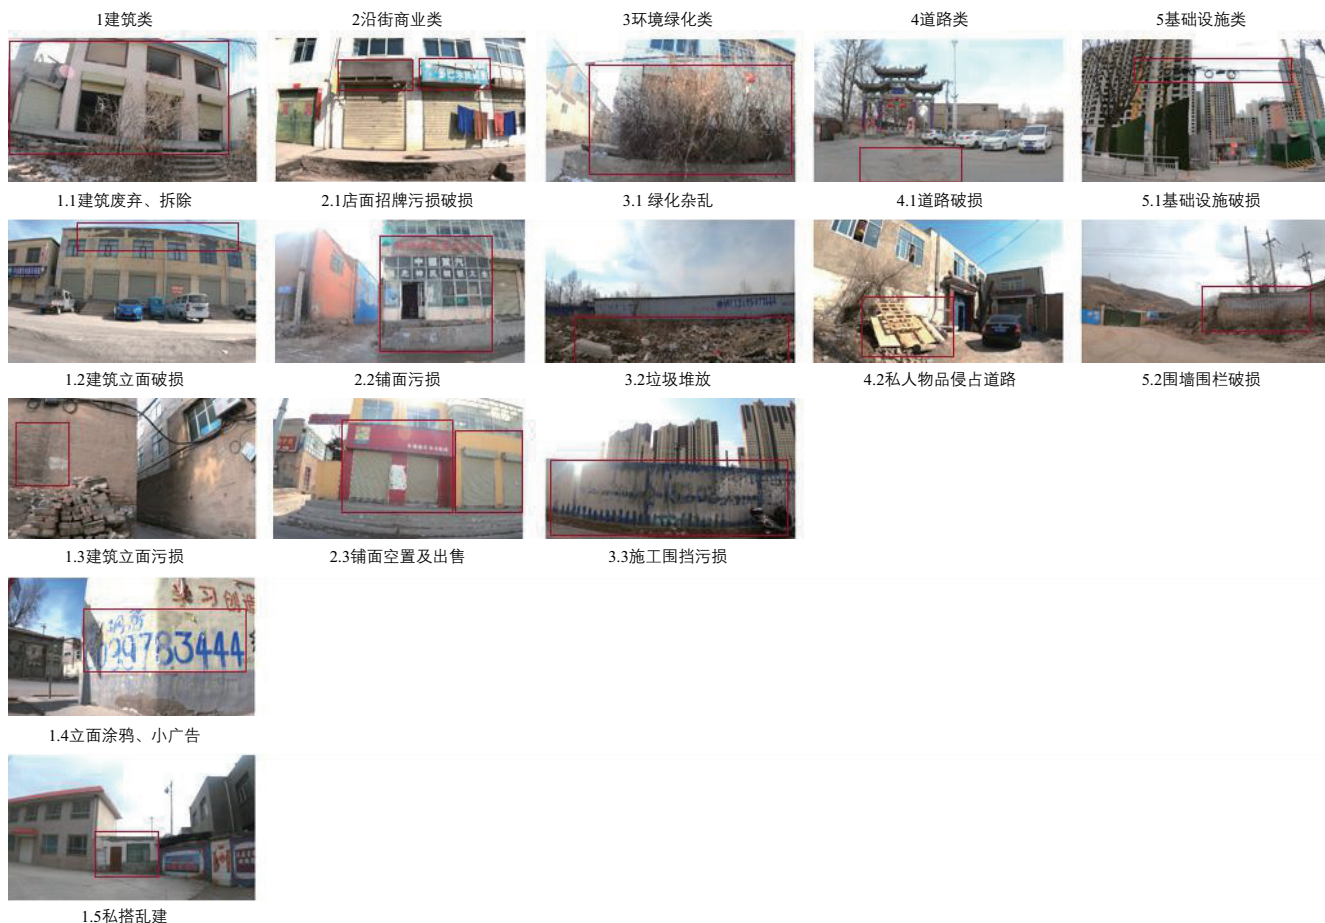 1建筑类
2沿街商业类
3环境绿化类
4道路类
5基础设施类
1.1建筑废弃、拆除
2.1店面招牌污损破损
3.1 绿化杂乱
4.1道路破损
5.1基础设施破损
中国重汽
1.2建筑立面破损
2.2铺面污损
3.2垃圾堆放
4.2私人物品侵占道路
5.2围墙围栏破损
1.3建筑立面污损
2.3铺面空置及出售
3.3施工围挡污损
99783444
1.4立面涂鸦、小广告
1.5私搭乱建